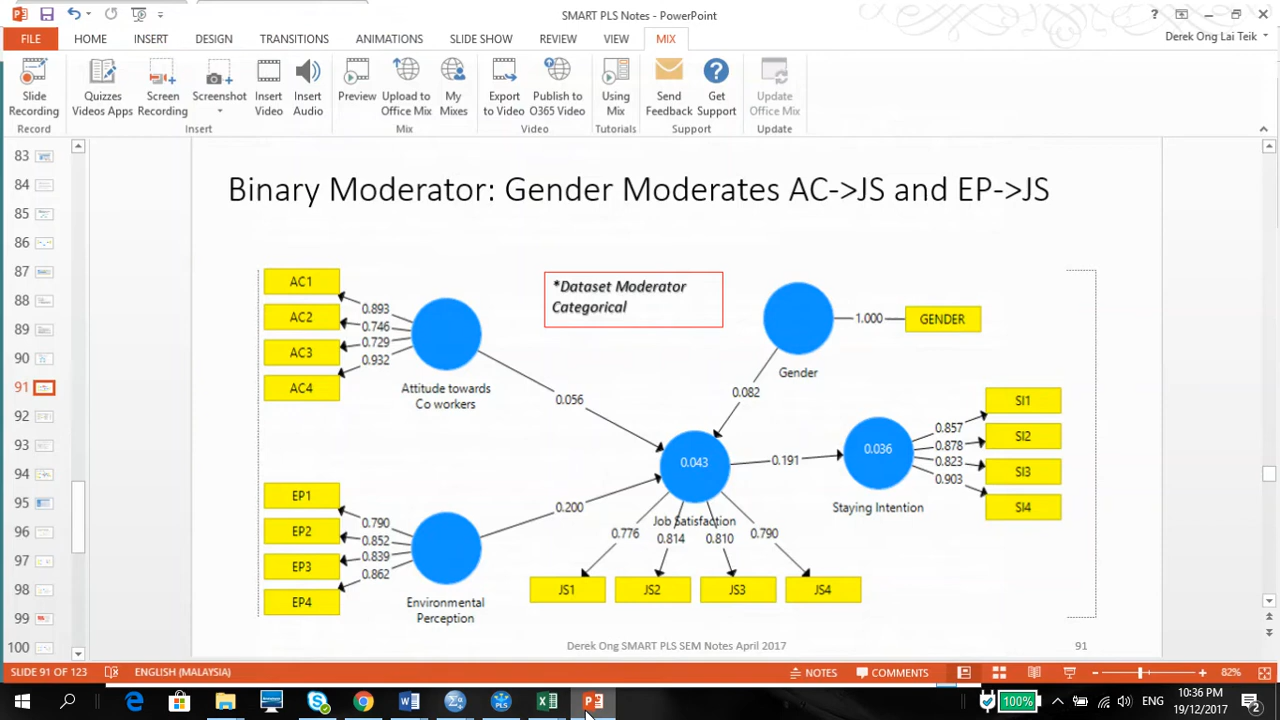 SMART PLS Notes - PowerPoint
Derek Ong Lai Teik
FILE HOME INSERT DESIGN TRANSITIONS ANIMATIONS SLIDE SHOW REVIEW VIEW MIX
Slide Recording
Quizzes Videos Apps
Screen Recording
Screenshot
Insert Video
Insert Audio
Preview
Upload to Office Mix
My Mixes
Export to Video
Publish to O365 Video
Using Mix
Send Feedback
Get Support
Update Office Mix
Record Insert Mix Video Tutorials Support Update
83
84
85
86
87
88
89
90
91
92
93
94
95
96
97
98
99
100
Binary Moderator: Gender Moderates AC->JS and EP->JS
*Dataset Moderator
Categorical
AC1
AC2
AC3
AC4
0.893
0.746
0.729
0.932
Attitude towards
Co workers
0.056
1.000
GENDER
Gender
0.082
EP1
EP2
EP3
EP4
0.790
0.852
0.839
0.862
Environmental
Perception
0.200
0.043
Job Satisfaction
0.776
0.814
0.810
0.790
JS1
JS2
JS3
JS4
0.191
0.036
Staying Intention
0.857
0.878
0.823
0.903
SI1
SI2
SI3
SI4
Derek Ong SMART PLS SEM Notes April 2017
91
SLIDE 91 OF 123 ENGLISH (MALAYSIA) NOTES COMMENTS 82%
PLS
100%
ENG
10:36 PM
19/12/2017